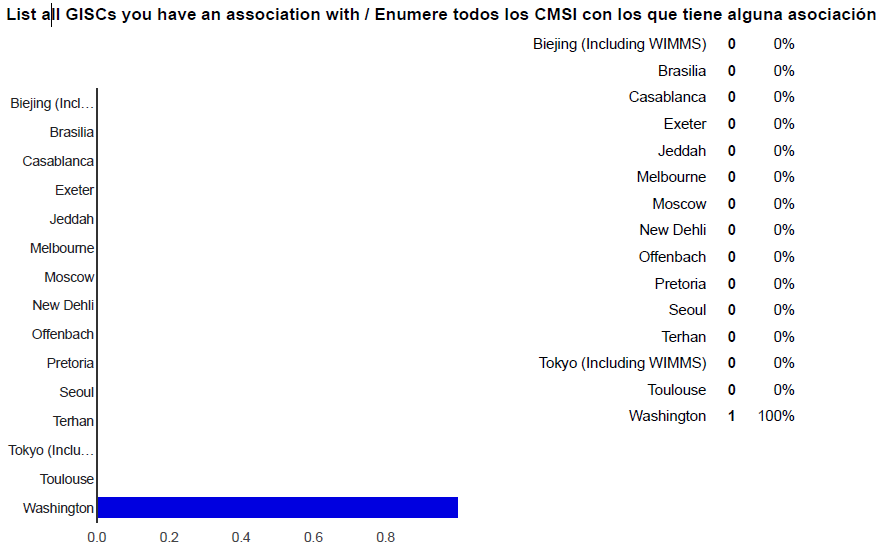 List all GISCs you have an association with / Enumere todos los CMSI con los que tiene alguna asociación
Biejing (Including WIMMS) 0 0%
Brasilia 0 0%
Casablanca 0 0%
Exeter 0 0%
Jeddah 0 0%
Melbourne 0 0%
Moscow 0 0%
New Dehli 0 0%
Offenbach 0 0%
Pretoria 0 0%
Seoul 0 0%
Terhan 0 0%
Tokyo (Including WIMMS) 0 0%
Toulouse 0 0%
Washington 1 100%
Biejing (Incl…
Brasilia
Casablanca
Exeter
Jeddah
Melbourne
Moscow
New Dehli
Offenbach
Pretoria
Seoul
Terhan
Tokyo (Inclu…
Toulouse
Washington
0.0 0.2 0.4 0.6 0.8